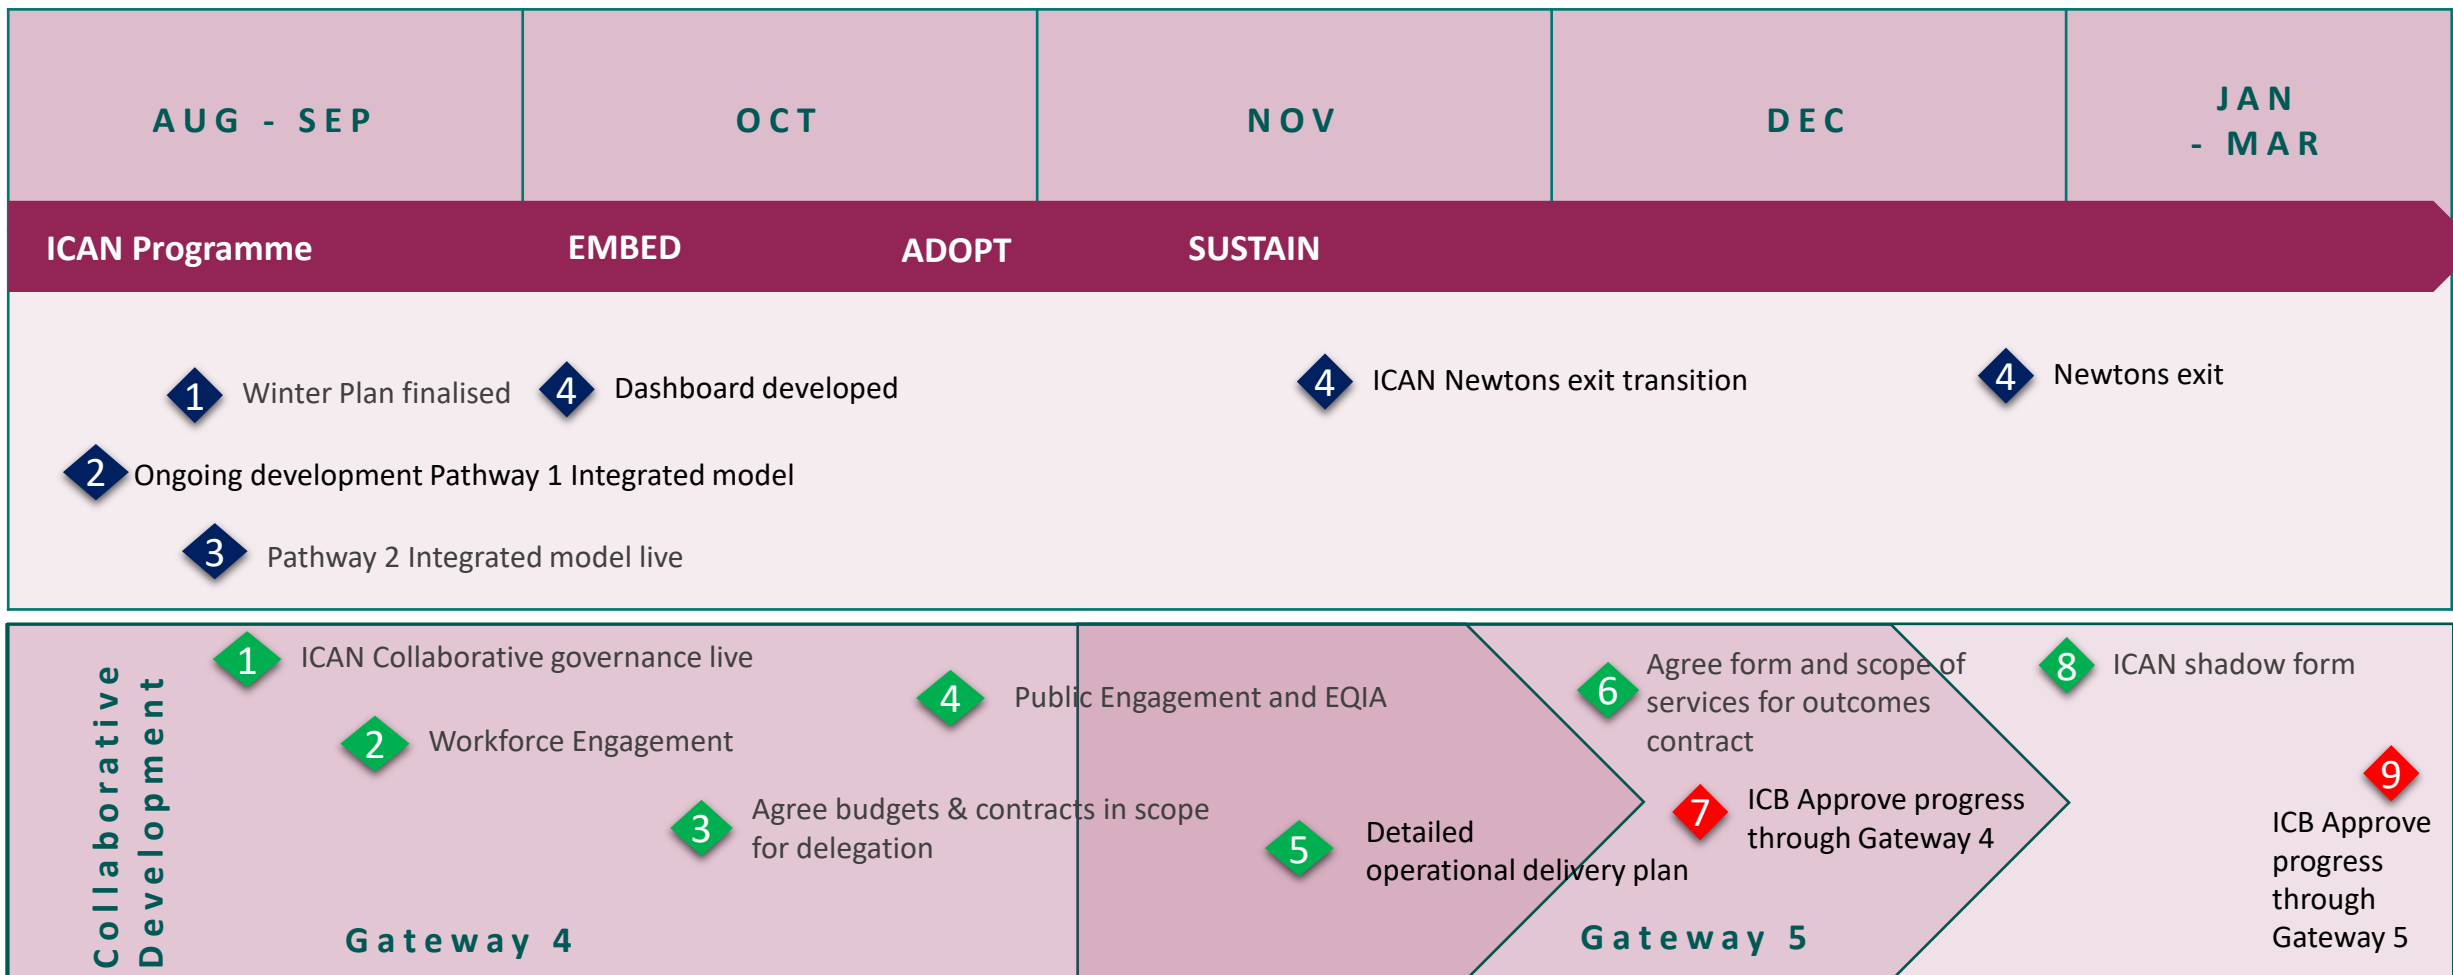 AUG - SEP
OCT
NOV
DEC
JAN
- MAR
ICAN Programme
EMBED
ADOPT
SUSTAIN
1
Winter Plan finalised
4
Dashboard developed
4
ICAN Newtons exit transition
4
Newtons exit
2
Ongoing development Pathway 1 Integrated model
3
Pathway 2 Integrated model live
Collaborative
Development
1
ICAN Collaborative governance live
2
Workforce Engagement
3
Agree budgets & contracts in scope
for delegation
4
Public Engagement and EQIA
Gateway 4
5
Detailed
operational delivery plan
6
Agree form and scope of
services for outcomes
contract
7
ICB Approve progress
through Gateway 4
Gateway 5
8
ICAN shadow form
9
ICB Approve
progress
through
Gateway 5